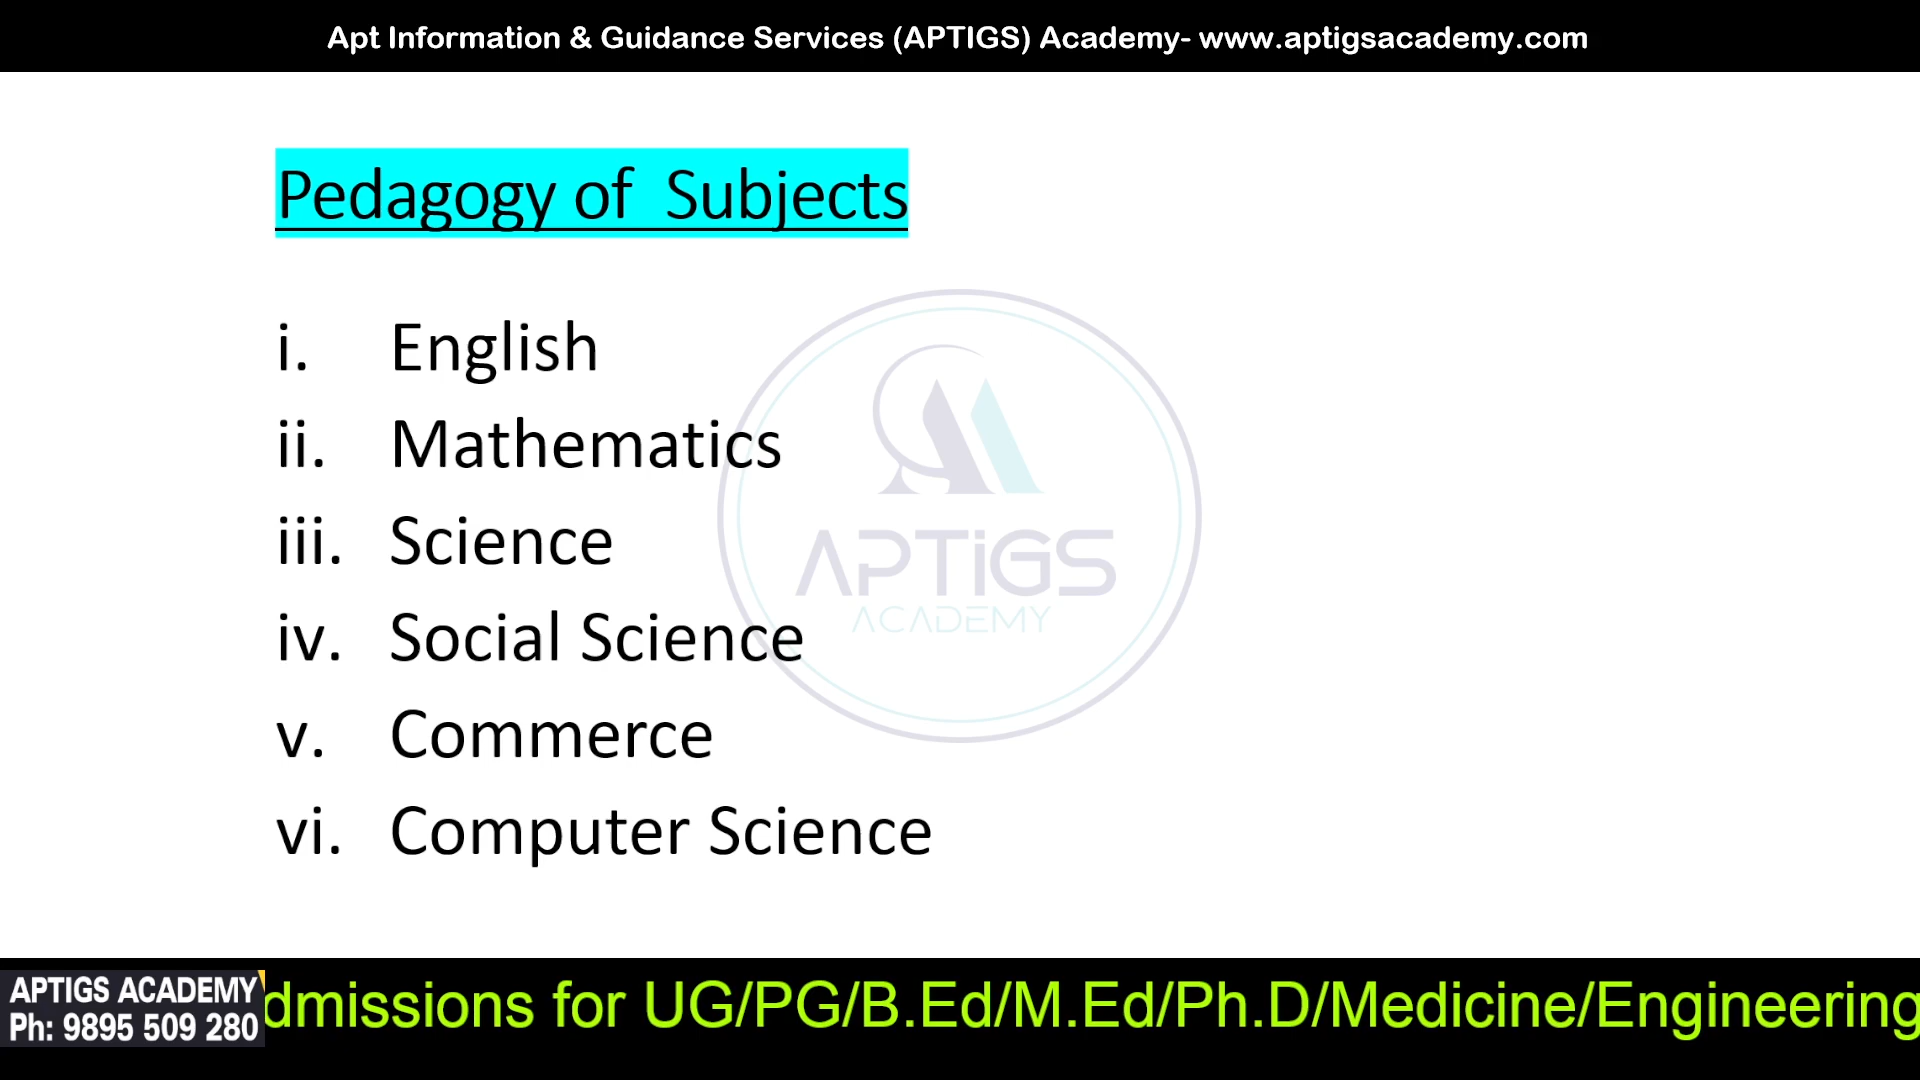 Apt Information & Guidance Services (APTIGS) Academy- www.aptigsacademy.com
Pedagogy of  Subjects
i. English
ii. Mathematics
iii. Science
iv. Social Science
v. Commerce
vi. Computer Science
APTiGS
ACADEMY
APTIGS ACADEMY
Ph: 9895 509 280
dmissions for UG/PG/B.Ed/M.Ed/Ph.D/Medicine/Engineering